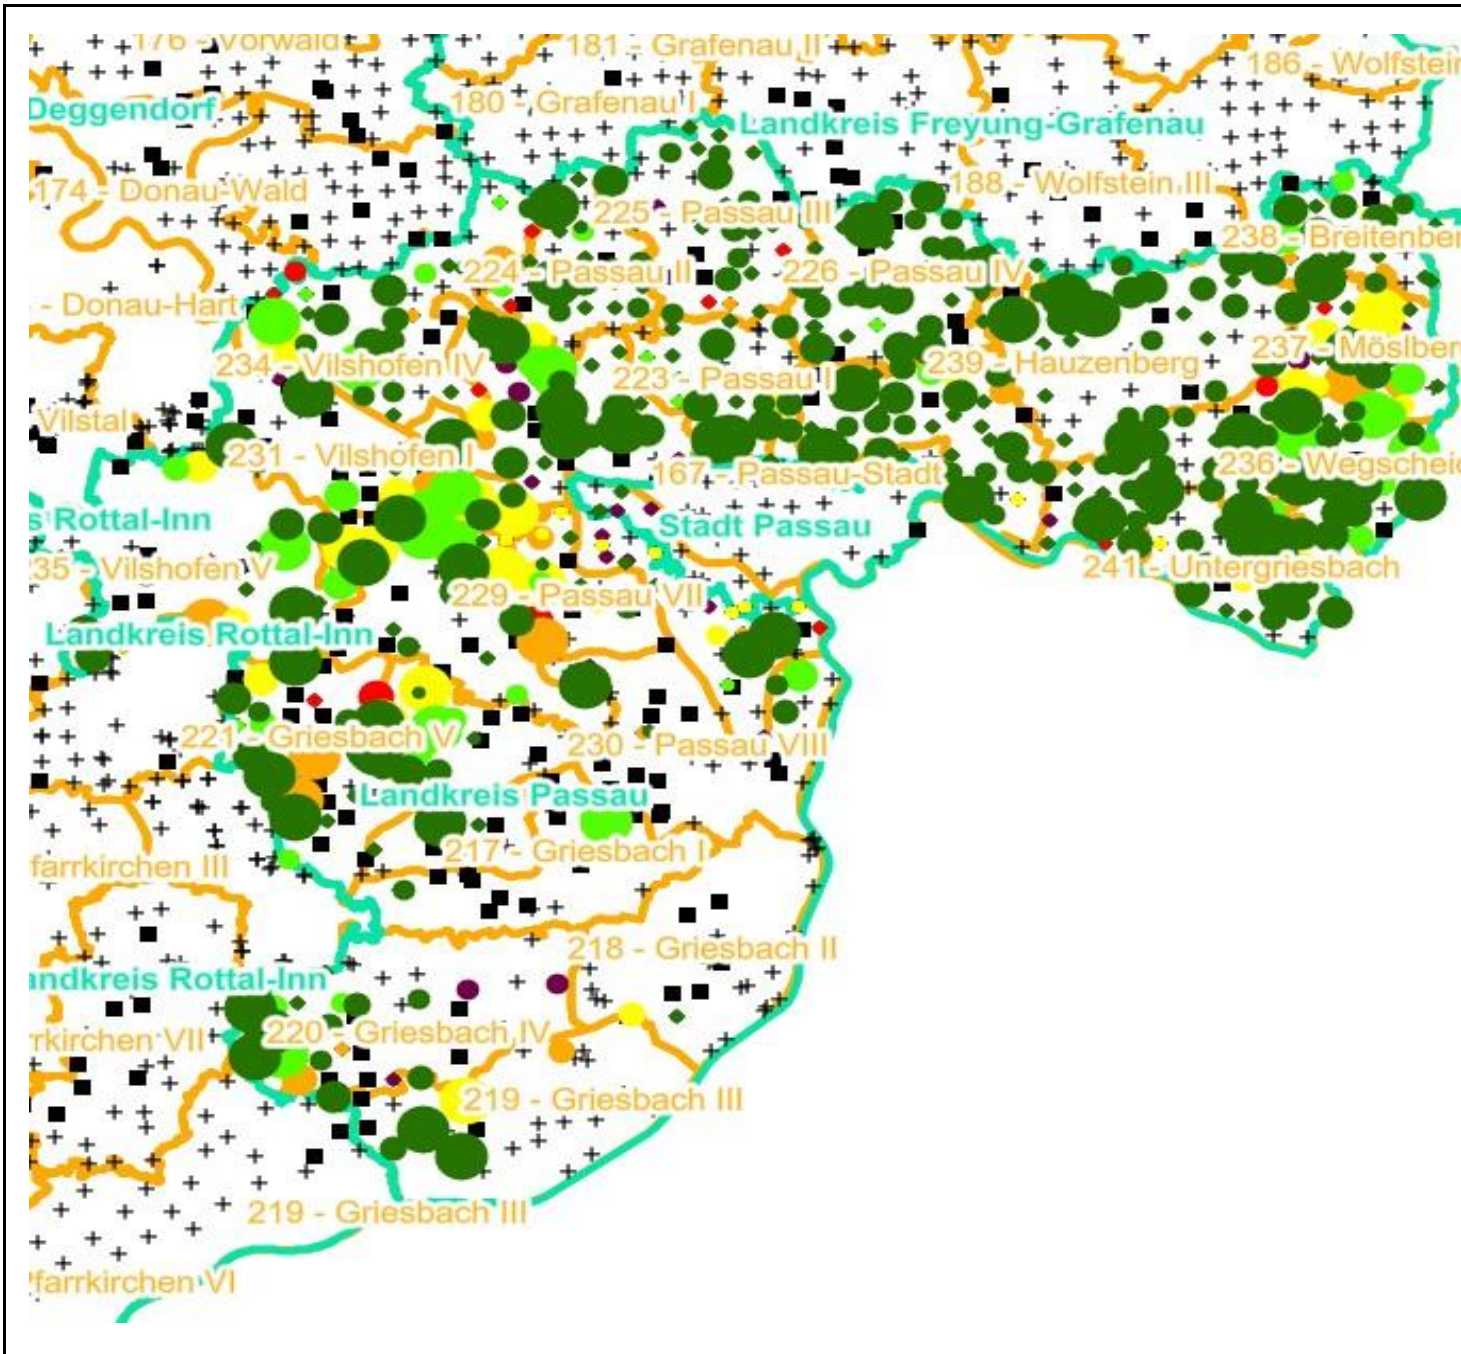 176 - Vorwald
181 - Grafenau II
186 - Wolfstein
180 - Grafenau I
Deggendorf
Landkreis Freyung-Grafenau
174 - Donau-Wald
188 - Wolfstein III
225 - Passau III
238 - Breitenber
224 - Passau II
226 - Passau IV
- Donau-Hart
234 - Vilshofen IV
223 - Passau I
239 - Hauzenberg
237 - Möslber
Vilstal
231 - Vilshofen I
167 - Passau-Stadt
236 - Wegscheid
s Rottal-Inn
Stadt Passau
35 - Vilshofen V
229 - Passau VII
241 - Untergriesbach
Landkreis Rottal-Inn
221 - Griesbach V
230 - Passau VIII
Landkreis Passau
217 - Griesbach I
farrkirchen III
218 - Griesbach II
andkreis Rottal-Inn
rrkirchen VII
220 - Griesbach IV
219 - Griesbach III
219 - Griesbach III
Pfarrkirchen VI